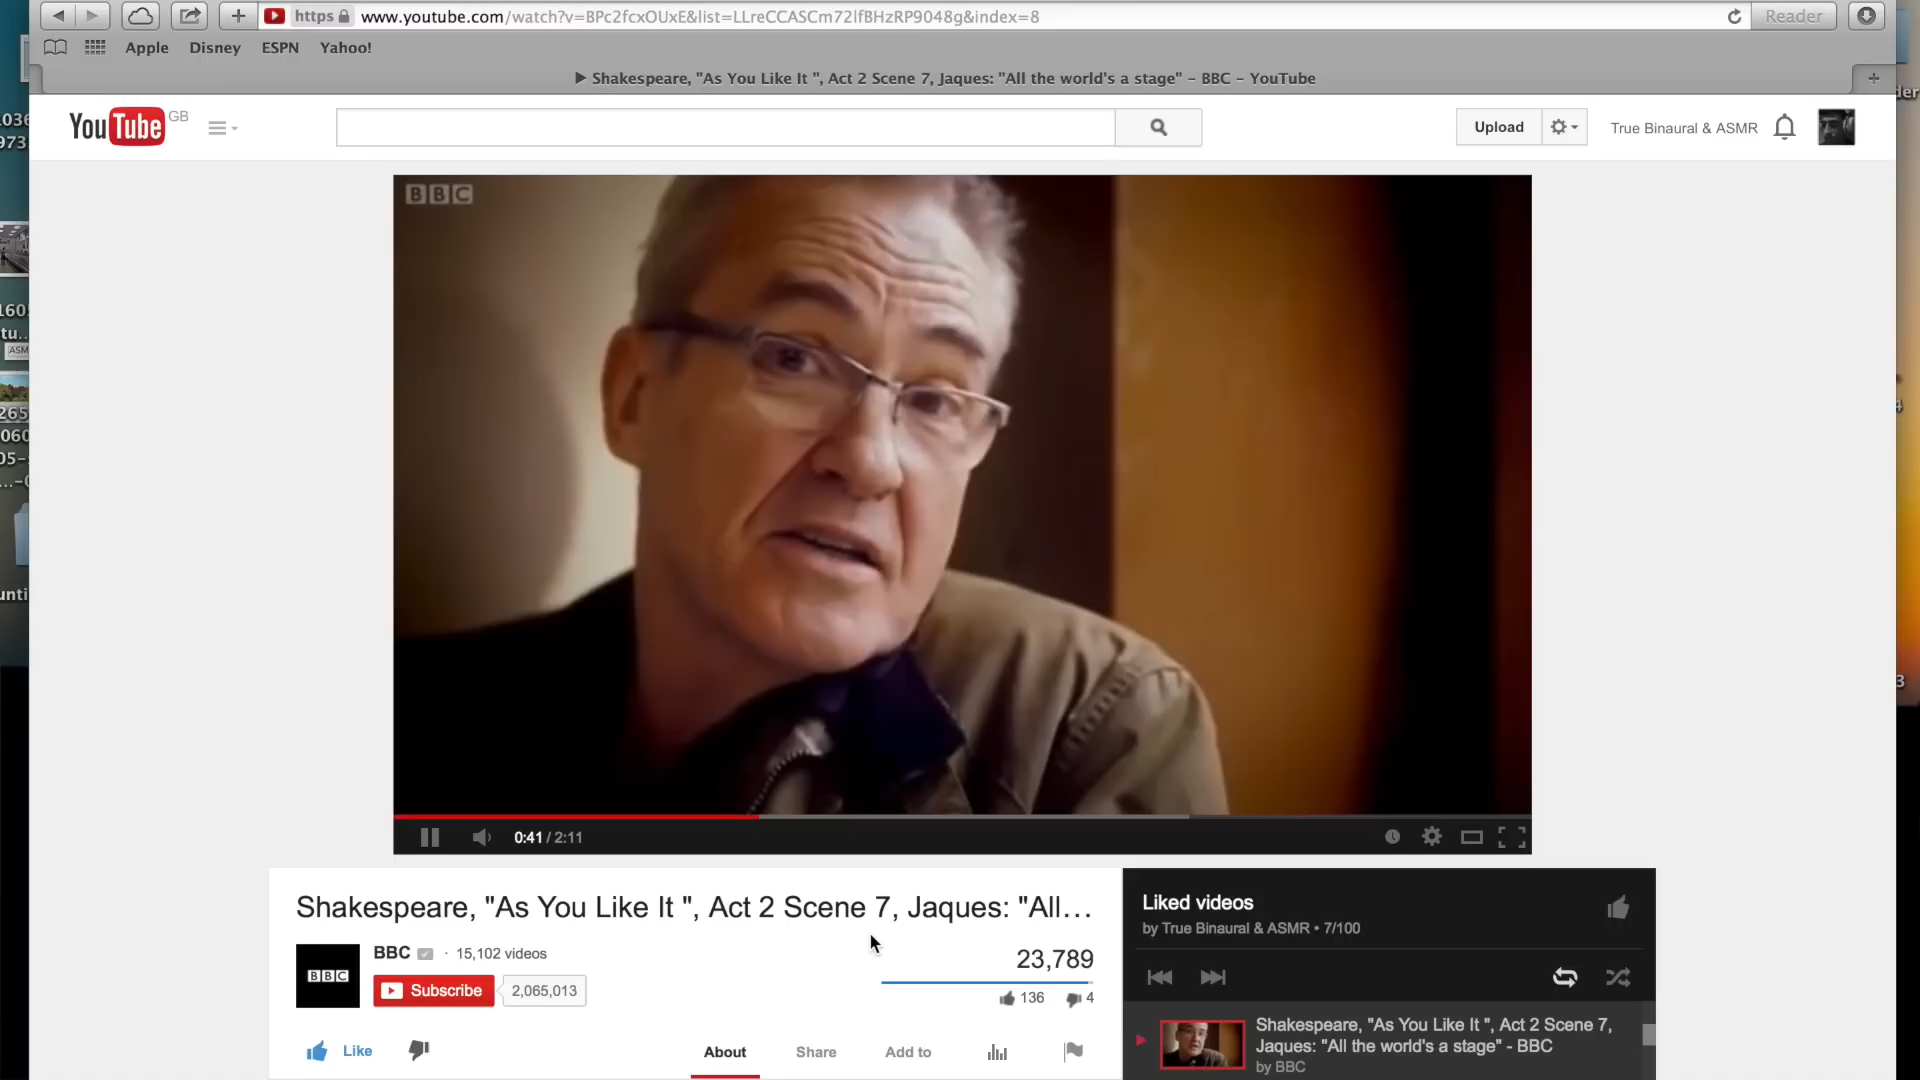 https www.youtube.com/watch?v=BPc2fcxOUxE&list=LLreCCASCm72lfBHzRP9048g&index=8 Reader
Apple Disney ESPN Yahoo!
Shakespeare, "As You Like It ", Act 2 Scene 7, Jaques: "All the world's a stage" – BBC – YouTube
YouTube GB
Upload
True Binaural & ASMR
BBC
0:41 / 2:11
Shakespeare, "As You Like It ", Act 2 Scene 7, Jaques: "All...
BBC
BBC · 15,102 videos
Subscribe 2,065,013
23,789
136 4
Like
About Share Add to
Liked videos
by True Binaural & ASMR • 7/100
Shakespeare, "As You Like It ", Act 2 Scene 7,
Jaques: "All the world's a stage" - BBC
by BBC